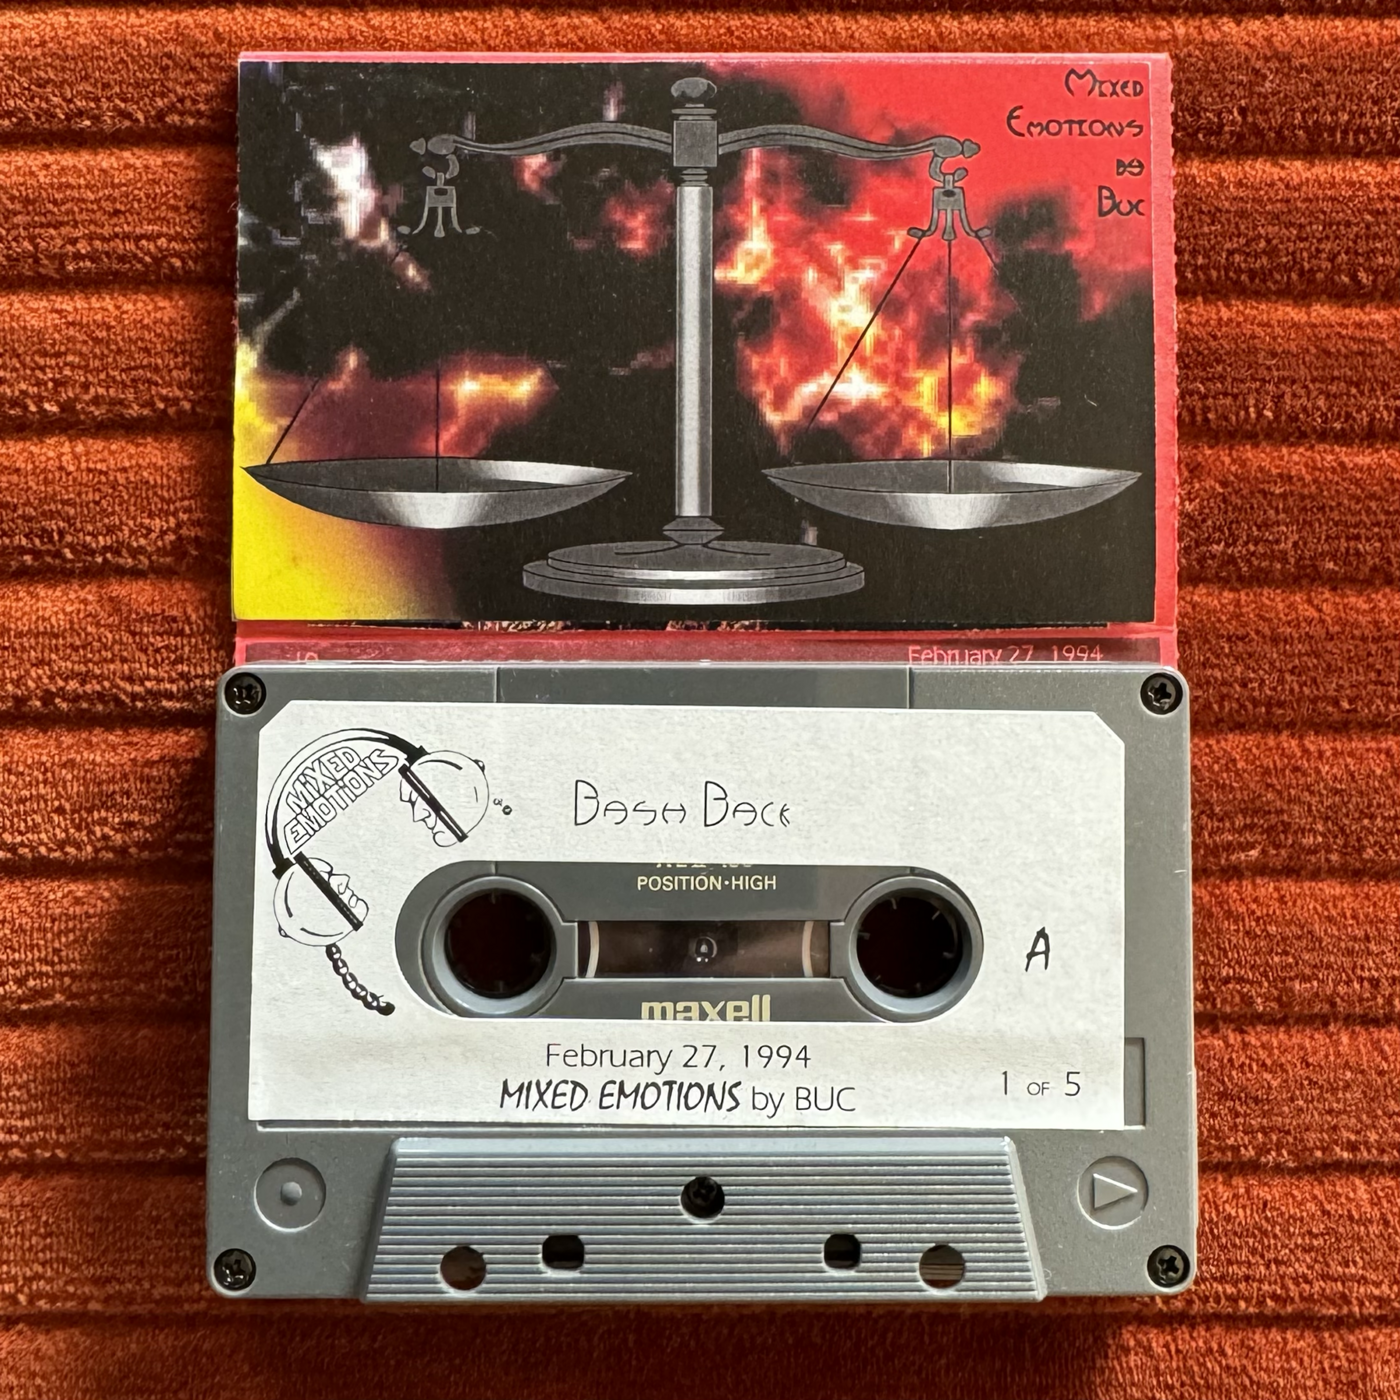 Mixed
Emotions
by
Buc
February 27, 1994
MIXED
EMOTIONS
Bash Back
POSITION·HIGH
A
maxell
February 27, 1994
MIXED EMOTIONS by BUC
1 OF 5